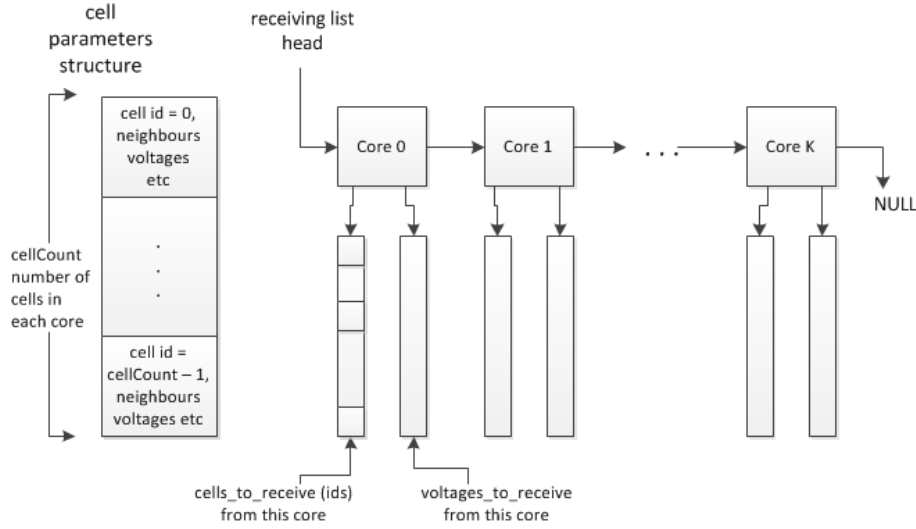 cell
parameters
structure
receiving list
head
cell id = 0,
neighbours
voltages
etc
.
.
.
cell id =
cellCount – 1,
neighbours
voltages etc
cellCount
number of
cells in
each core
Core 0
Core 1
. . .
Core K
NULL
cells_to_receive (ids)
from this core
voltages_to_receive
from this core